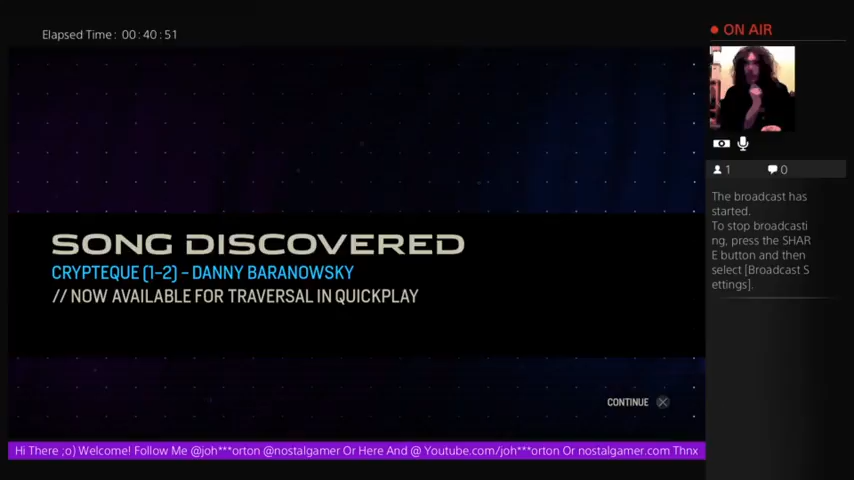 Elapsed Time : 00:40:51
ON AIR
1 0
The broadcast has
started.
To stop broadcasti
ng, press the SHAR
E button and then
select [Broadcast S
ettings].
SONG DISCOVERED
CRYPTEQUE (1-2) - DANNY BARANOWSKY
// NOW AVAILABLE FOR TRAVERSAL IN QUICKPLAY
CONTINUE
Hi There ;o) Welcome! Follow Me @joh***orton @nostalgamer Or Here And @ Youtube.com/joh***orton Or nostalgamer.com Thnx